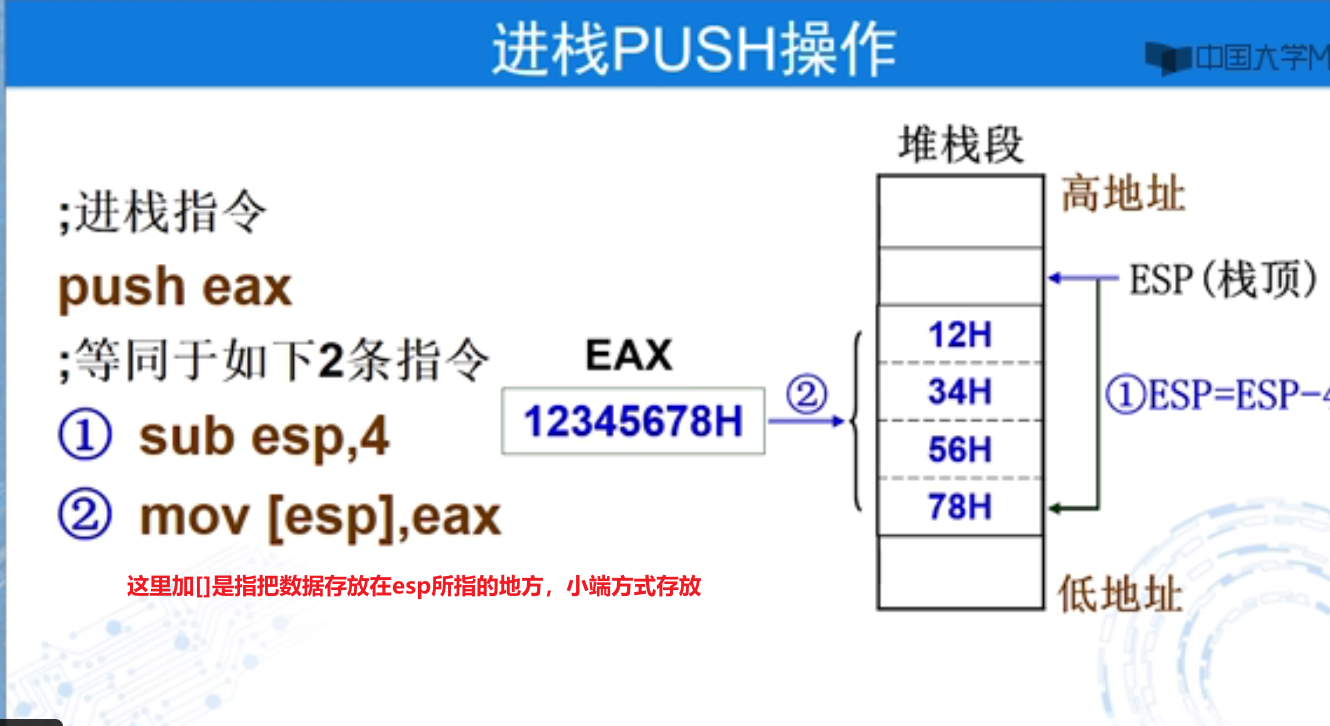 进栈PUSH操作
中国大学M
堆栈段
;进栈指令
高地址
push eax
ESP(栈顶)
;等同于如下2条指令
EAX
12345678H
②
12H
34H
56H
78H
①ESP=ESP-4
① sub esp,4
② mov [esp],eax
这里加[]是指把数据存放在esp所指的地方，小端方式存放
低地址